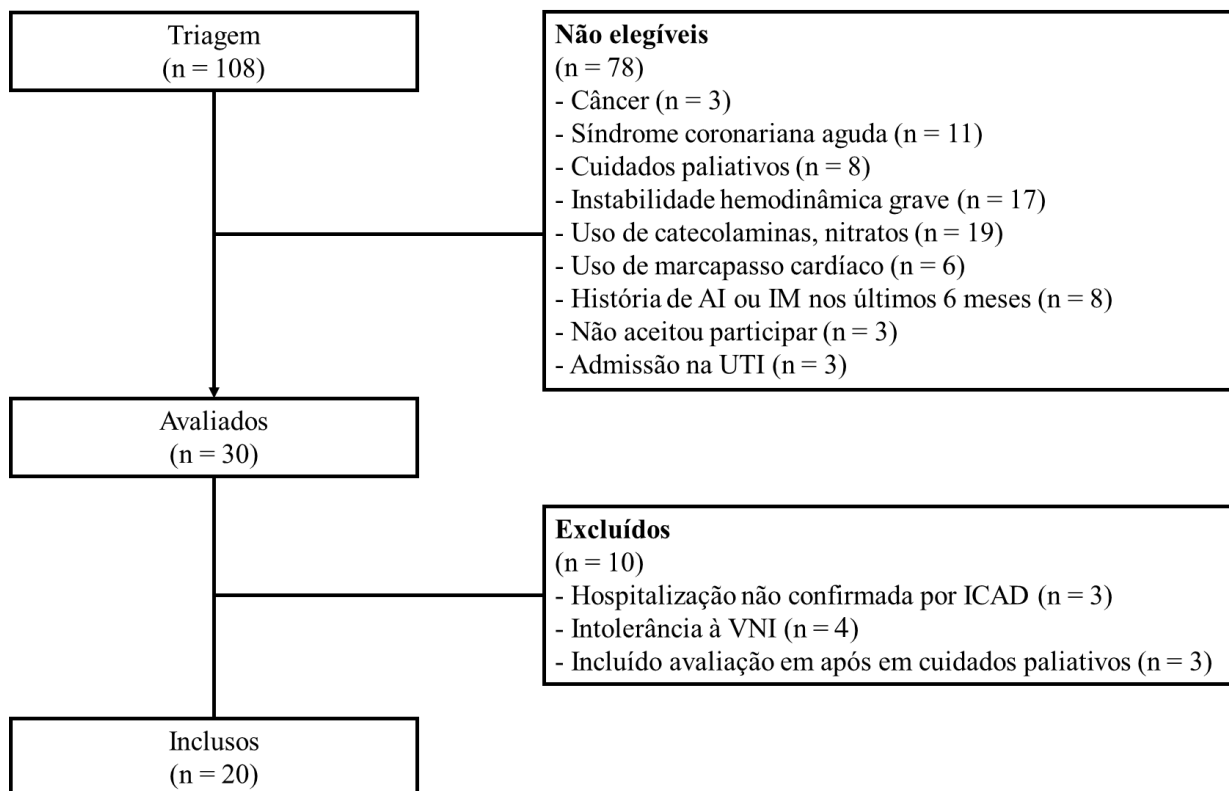 Triagem
(n = 108)
Não elegíveis
(n = 78)
- Câncer (n = 3)
- Síndrome coronariana aguda (n = 11)
- Cuidados paliativos (n = 8)
- Instabilidade hemodinâmica grave (n = 17)
- Uso de catecolaminas, nitratos (n = 19)
- Uso de marcapasso cardíaco (n = 6)
- História de AI ou IM nos últimos 6 meses (n = 8)
- Não aceitou participar (n = 3)
- Admissão na UTI (n = 3)
Avaliados
(n = 30)
Excluídos
(n = 10)
- Hospitalização não confirmada por ICAD (n = 3)
- Intolerância à VNI (n = 4)
- Incluído avaliação em após em cuidados paliativos (n = 3)
Inclusos
(n = 20)